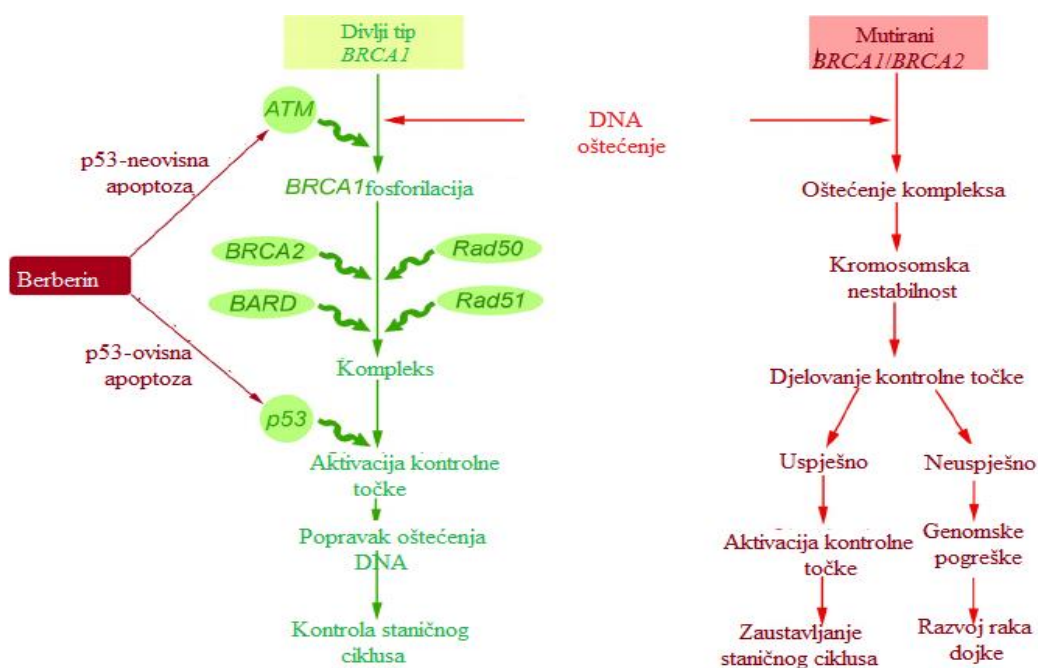 Divlji tip
BRCA1
ATM
p53-neovisna
apoptoza
BRCA1 fosforilacija
BRCA2
Rad50
Berberin
BARD
Rad51
p53-ovisna
apoptoza
Kompleks
p53
Aktivacija kontrolne
točke
Popravak oštećenja
DNA
Kontrola staničnog
ciklusa
DNA
oštećenje
Mutirani
BRCA1/BRCA2
Oštećenje kompleksa
Kromosomska
nestabilnost
Djelovanje kontrolne točke
Uspješno
Aktivacija kontrolne
točke
Zaustavljanje
staničnog ciklusa
Neuspješno
Genomske
pogreške
Razvoj raka
dojke